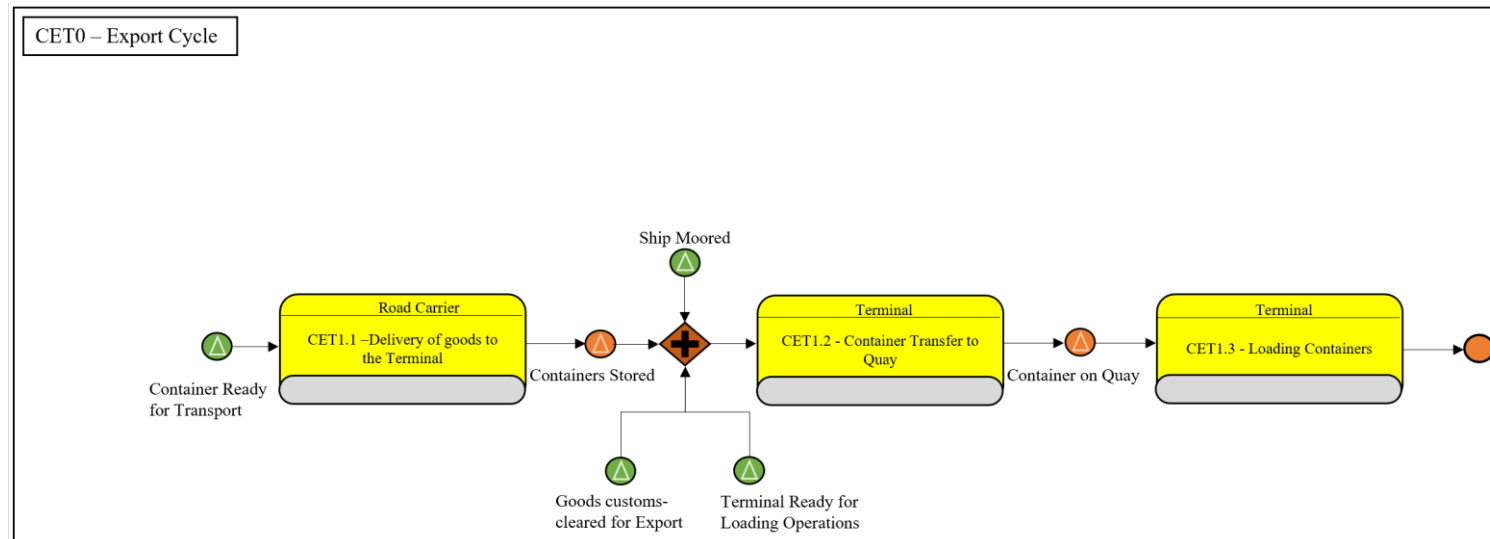 CET0 – Export Cycle
Ship Moored
Road Carrier
CET1.1 –Delivery of goods to
the Terminal
Terminal
CET1.2 - Container Transfer to
Quay
Terminal
CET1.3 - Loading Containers
Container Ready
for Transport
Containers Stored
Container on Quay
Goods customs-
cleared for Export
Terminal Ready for
Loading Operations